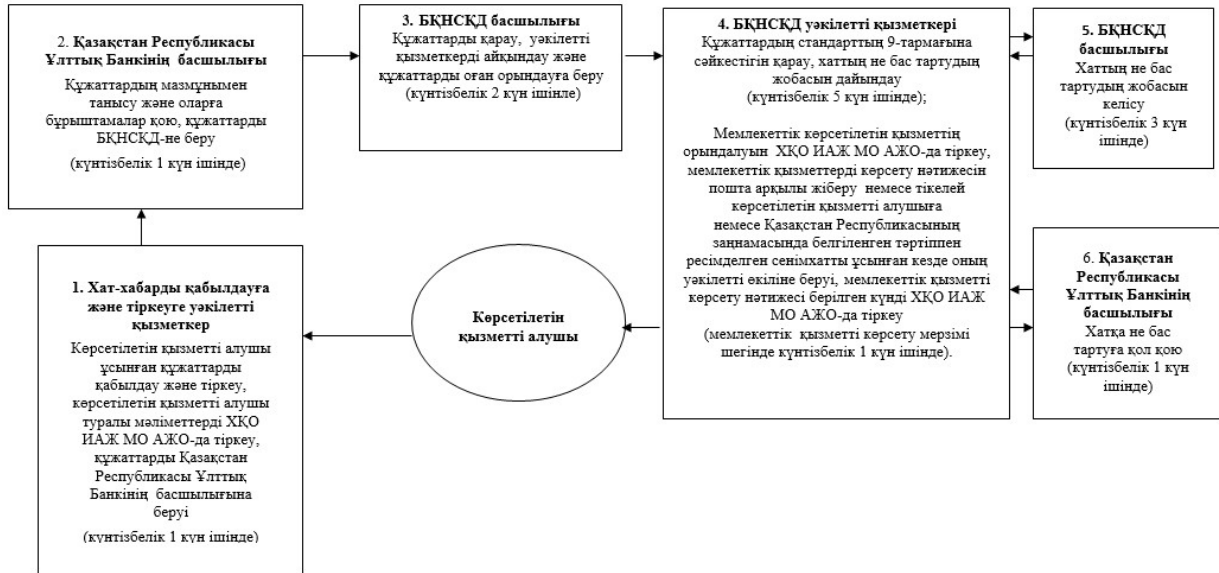 2. Қазақстан Республикасы
Ұлттық Банкінің басшылығы
Құжаттардың мазмұнымен
танысу және оларға
бұрыштамалар қою, құжаттарды
БҚНСҚД-не беру
(күнтізбелік 1 күн ішінде)
3. БҚНСҚД басшылығы
Құжаттарды қарау, уәкілетті
қызметкерді айқындау және
құжаттарды оған орындауға беру
(күнтізбелік 2 күн ішінле)
4. БҚНСҚД уәкілетті қызметкері
Құжаттардың стандарттың 9-тармағына
сәйкестігін қарау, хаттың не бас тартудың
жобасын дайындау
(күнтізбелік 5 күн ішінде);
Мемлекеттік көрсетілетін қызметтің
орындалуын ХҚО ИАЖ МО АЖО-да тіркеу,
мемлекеттік қызметтерді көрсету нәтижесін
пошта арқылы жіберу немесе тікелей
көрсетілетін қызметті алушыға
немесе Қазақстан Республикасының
заңнамасында белгіленген тәртіппен
ресімделген сенімхатты ұсынған кезде оның
уәкілетті өкіліне беруі, мемлекеттік қызметті
көрсету нәтижесі берілген күнді ХҚО ИАЖ
МО АЖО-да тіркеу
(мемлекеттік қызметті көрсету мерзімі
шегінде күнтізбелік 1 күн ішінде).
5. БҚНСҚД
басшылығы
Хаттың не бас
тартудың жобасын
келісу
(күнтізбелік 3 күн
ішінде)
6. Қазақстан
Республикасы
Ұлттық Банкінің
басшылығы
Хатқа не бас
тартуға қол қою
(күнтізбелік 1 күн
ішінде)
Көрсетілетін
қызметті алушы
1. Хат-хабарды қабылдауға
және тіркеуге уәкілетті
қызметкер
Көрсетілетін қызметті алушы
ұсынған құжаттарды
қабылдау және тіркеу,
көрсетілетін қызметті алушы
туралы мәліметтерді ХҚО
ИАЖ МО АЖО-да тіркеу,
құжаттарды Қазақстан
Республикасы Ұлттық
Банкінің басшылығына
беруі
(күнтізбелік 1 күн ішінде)